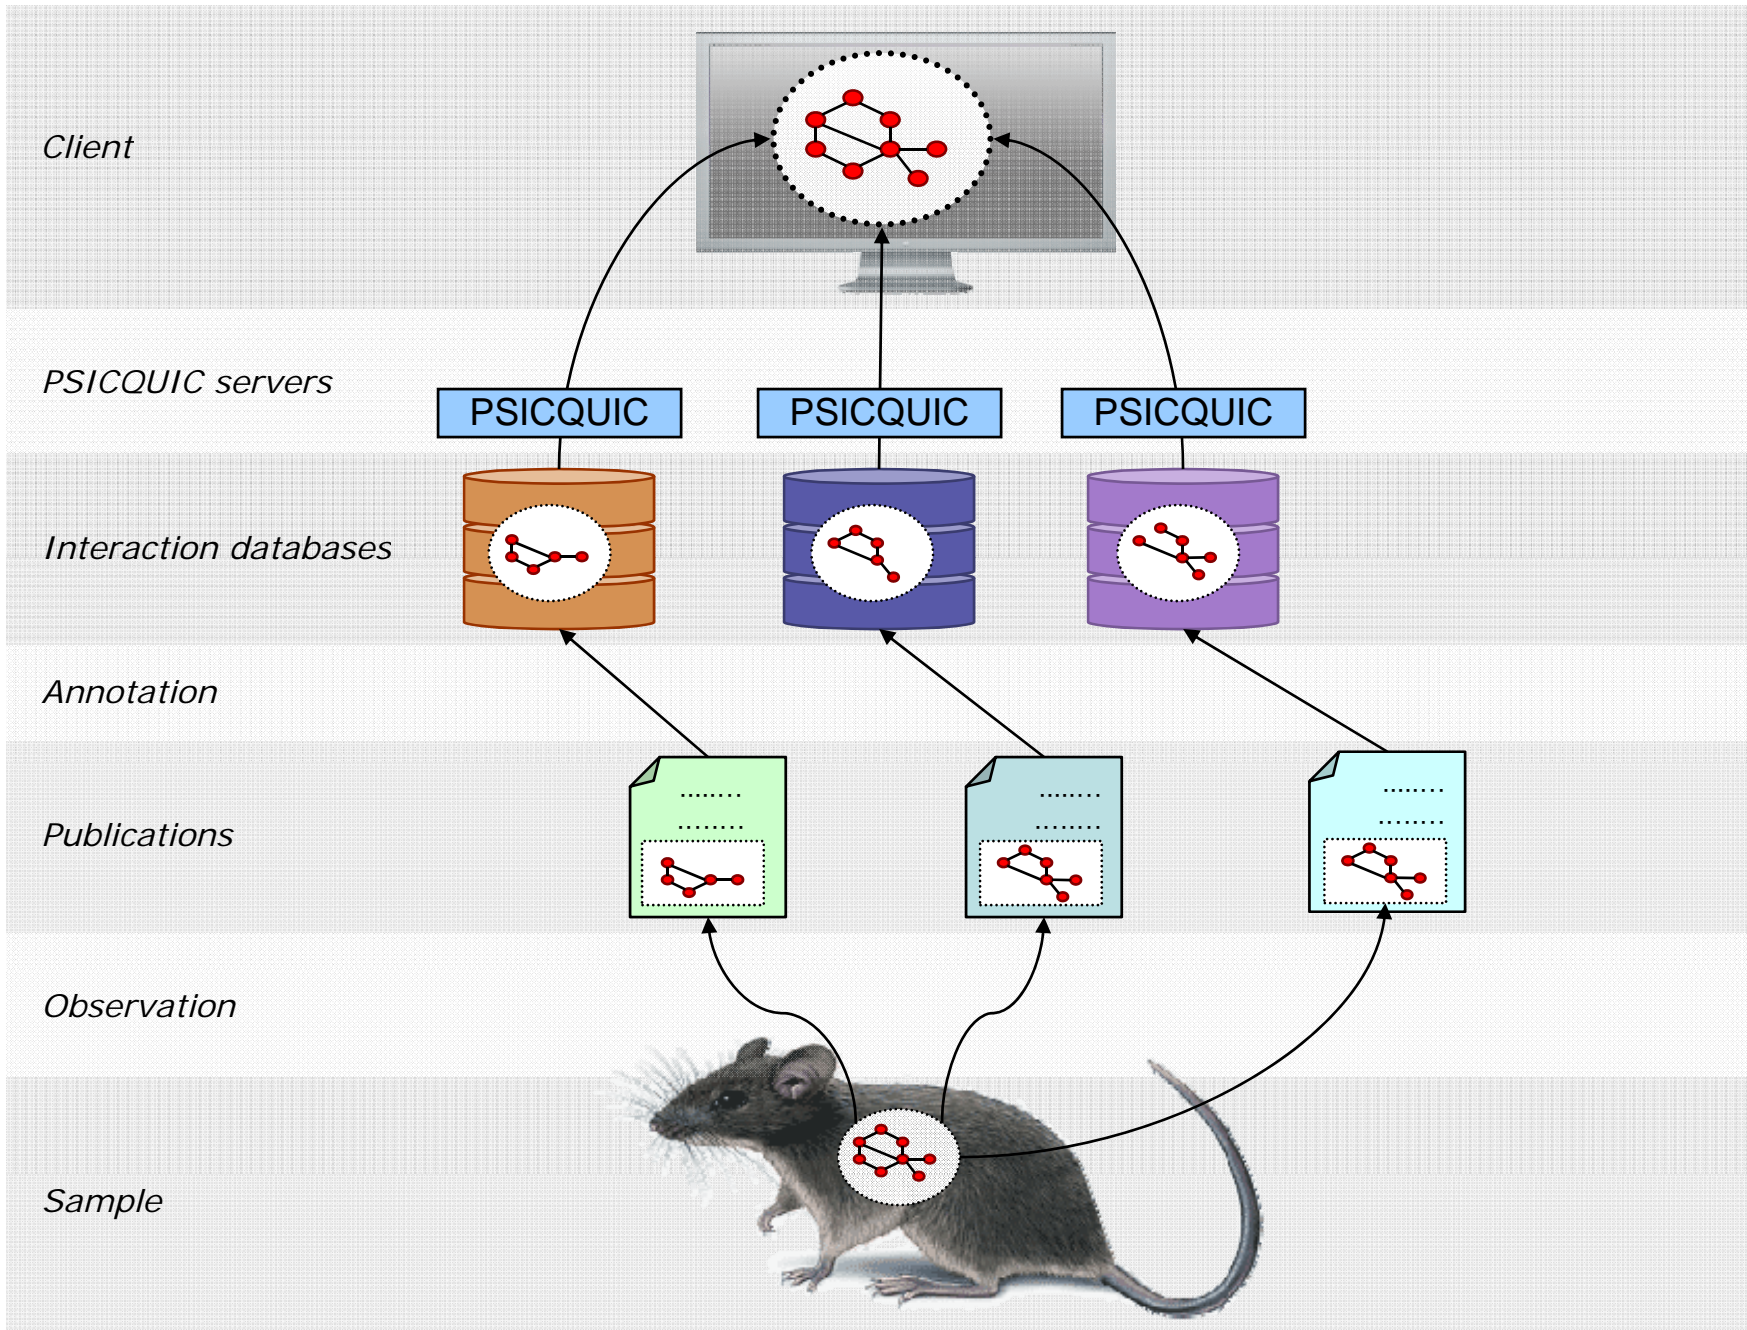 Client
PSICQUIC servers
PSICQUIC PSICQUIC PSICQUIC
Interaction databases
Annotation
Publications
Observation
Sample